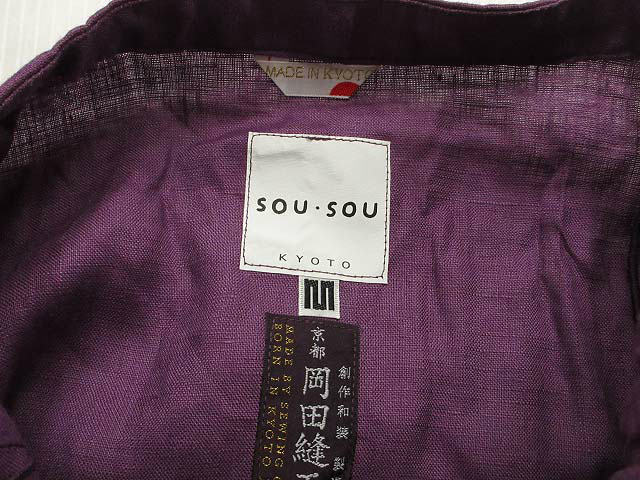 MADE IN KYOTO
SOU·SOU
KYOTO
創作和装 製
京都
岡田縫
MADE BY SEWING
BORN IN KYOTO